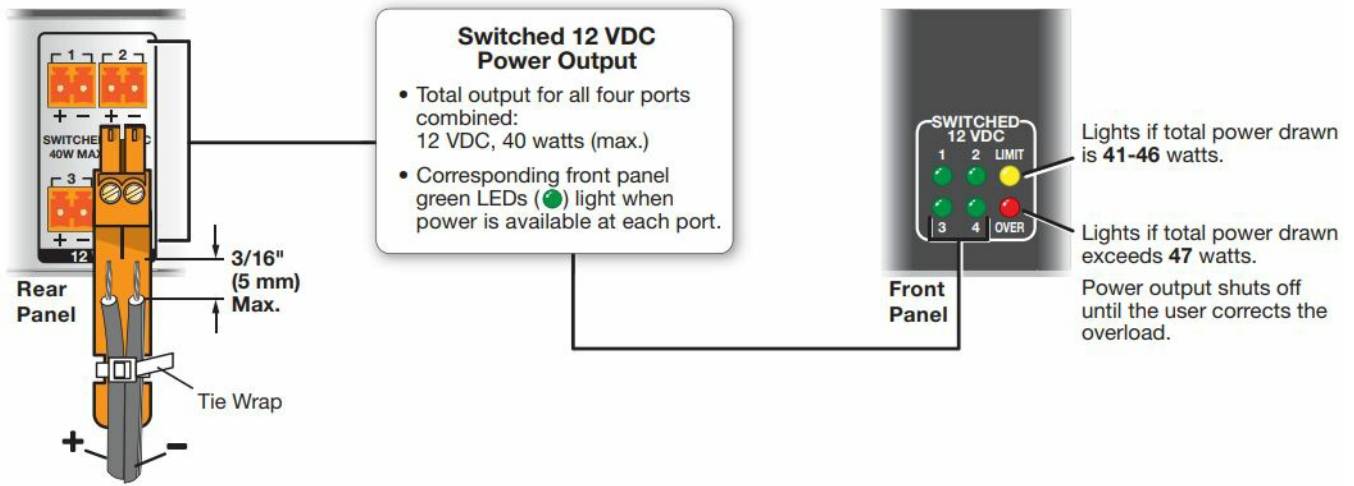 1 2
+ - + -
SWITCHE C
40W MAX
3
+ -
12
Rear
Panel
3/16"
(5 mm)
Max.
Tie Wrap
+ -
Switched 12 VDC
Power Output
• Total output for all four ports
combined:
12 VDC, 40 watts (max.)
• Corresponding front panel
green LEDs ( ) light when
power is available at each port.
SWITCHED
12 VDC
1 2 LIMIT
3 4 OVER
Front
Panel
Lights if total power drawn
is 41-46 watts.
Lights if total power drawn
exceeds 47 watts.
Power output shuts off
until the user corrects the
overload.